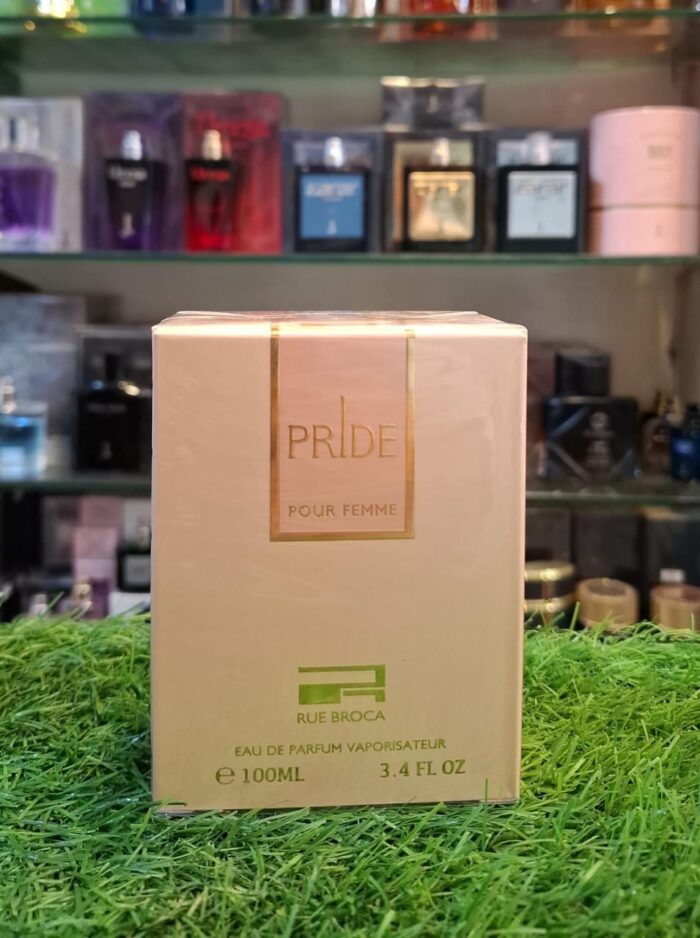 PRIDE
POUR FEMME
RUE BROCA
EAU DE PARFUM VAPORISATEUR
℮ 100ML 3.4 FL OZ